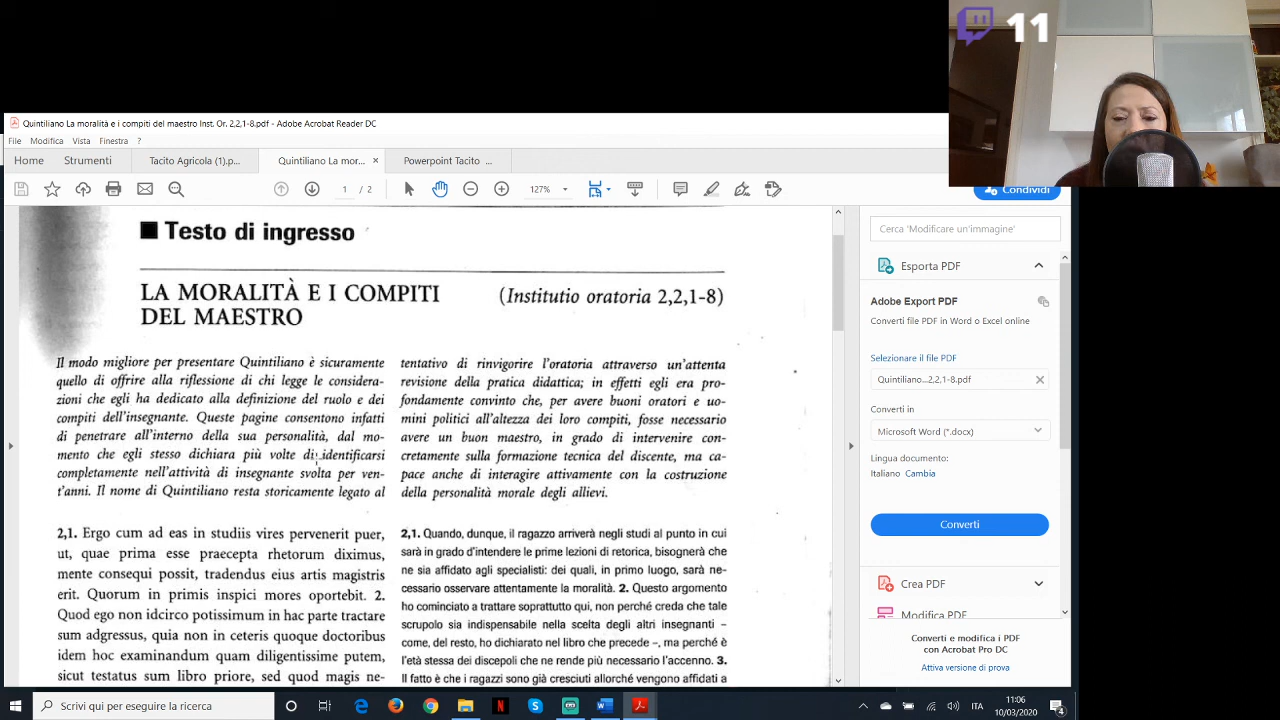 11
Quintiliano La moralità e i compiti del maestro Inst. Or. 2,2,1-8.pdf - Adobe Acrobat Reader DC
File Modifica Vista Finestra ?
Home Strumenti Tacito Agricola (1).p... Quintiliano La mor... × Powerpoint Tacito ...
1 / 2 127% Condividi
Testo di ingresso
LA MORALITÀ E I COMPITI
DEL MAESTRO
(Institutio oratoria 2,2,1-8)
Il modo migliore per presentare Quintiliano è sicuramente
quello di offrire alla riflessione di chi legge le considera-
zioni che egli ha dedicato alla definizione del ruolo e dei
compiti dell'insegnante. Queste pagine consentono infatti
di penetrare all'interno della sua personalità, dal mo-
mento che egli stesso dichiara più volte di identificarsi
completamente nell'attività di insegnante svolta per ven-
t'anni. Il nome di Quintiliano resta storicamente legato al
tentativo di rinvigorire l'oratoria attraverso un'attenta
revisione della pratica didattica; in effetti egli era pro-
fondamente convinto che, per avere buoni oratori e uo-
mini politici all'altezza dei loro compiti, fosse necessario
avere un buon maestro, in grado di intervenire con-
cretamente sulla formazione tecnica del discente, ma ca-
pace anche di interagire attivamente con la costruzione
della personalità morale degli allievi.
2,1. Ergo cum ad eas in studiis vires pervenerit puer,
ut, quae prima esse praecepta rhetorum diximus,
mente consequi possit, tradendus eius artis magistris
erit. Quorum in primis inspici mores oportebit. 2.
Quod ego non idcirco potissimum in hac parte tractare
sum adgressus, quia non in ceteris quoque doctoribus
idem hoc examinandum quam diligentissime putem,
sicut testatus sum libro priore, sed quod magis ne-
2,1. Quando, dunque, il ragazzo arriverà negli studi al punto in cui
sarà in grado d'intendere le prime lezioni di retorica, bisognerà che
ne sia affidato agli specialisti: dei quali, in primo luogo, sarà ne-
cessario osservare attentamente la moralità. 2. Questo argomento
ho cominciato a trattare soprattutto qui, non perché creda che tale
scrupolo sia indispensabile nella scelta degli altri insegnanti –
come, del resto, ho dichiarato nel libro che precede –, ma perché è
l'età stessa dei discepoli che ne rende più necessario l'accenno. 3.
Il fatto è che i ragazzi sono già cresciuti allorché vengono affidati a
Cerca 'Modificare un'immagine'
Esporta PDF
Adobe Export PDF
Converti file PDF in Word o Excel online
Selezionare il file PDF
Quintiliano...2,2,1-8.pdf
Converti in
Microsoft Word (*.docx)
Lingua documento:
Italiano Cambia
Converti
Crea PDF
Modifica PDF
Converti e modifica i PDF
con Acrobat Pro DC
Attiva versione di prova
Scrivi qui per eseguire la ricerca
ITA
11:06
10/03/2020
4